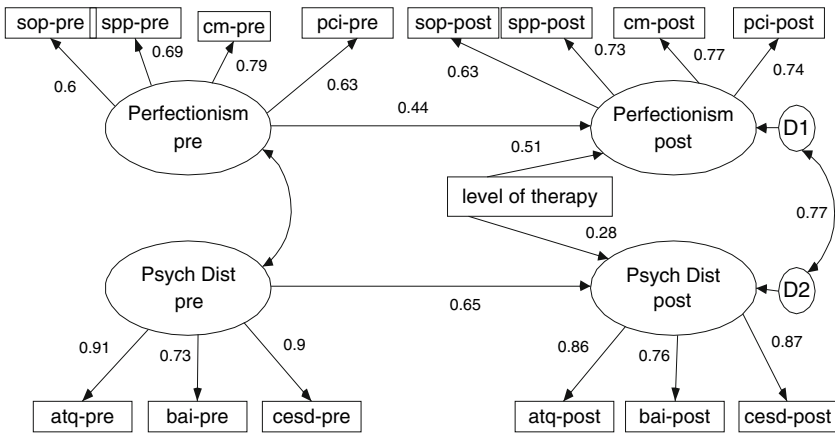 sop-pre spp-pre cm-pre pci-pre sop-post spp-post cm-post pci-post
0.6 0.69 0.79 0.63 0.63 0.73 0.77 0.74
Perfectionism
pre
0.44
Perfectionism
post
D1
0.51
level of therapy
0.28
0.77
Psych Dist
pre
0.65
Psych Dist
post
D2
0.91 0.73 0.9 0.86 0.76 0.87
atq-pre bai-pre cesd-pre atq-post bai-post cesd-post